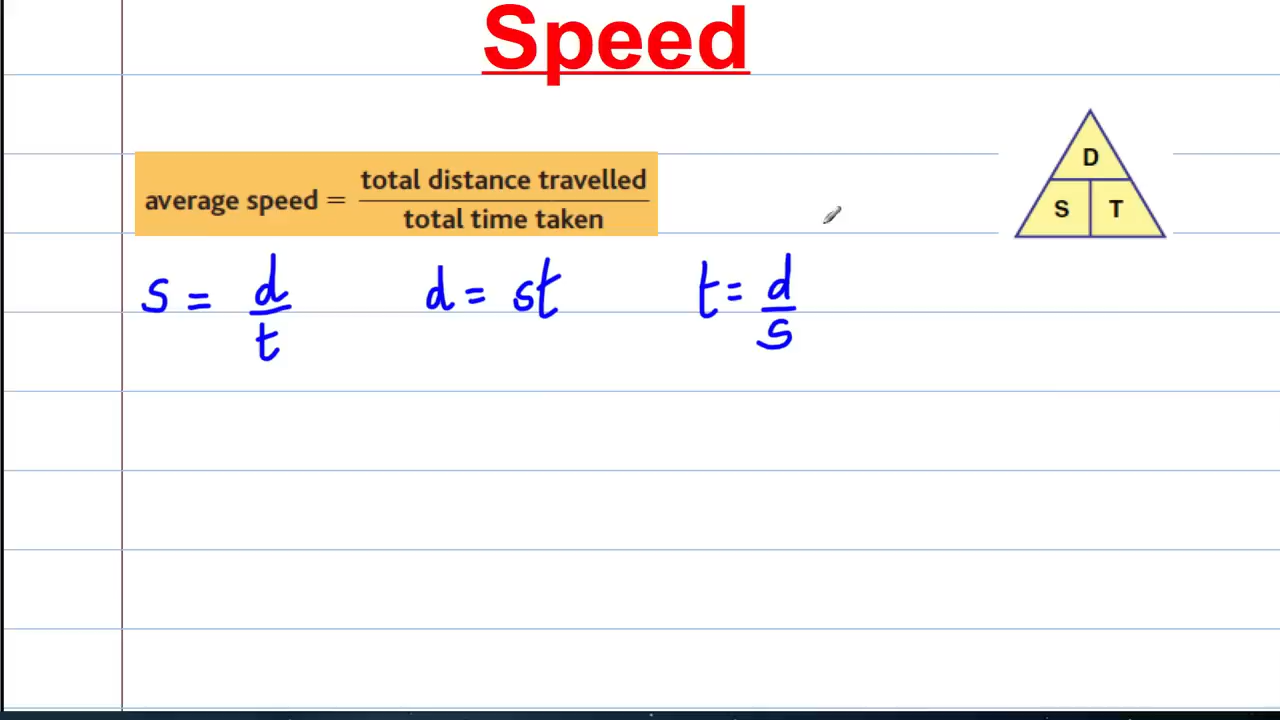 Speed
average speed = total distance travelled / total time taken
D
S T
s = d/t d = st t = d/s